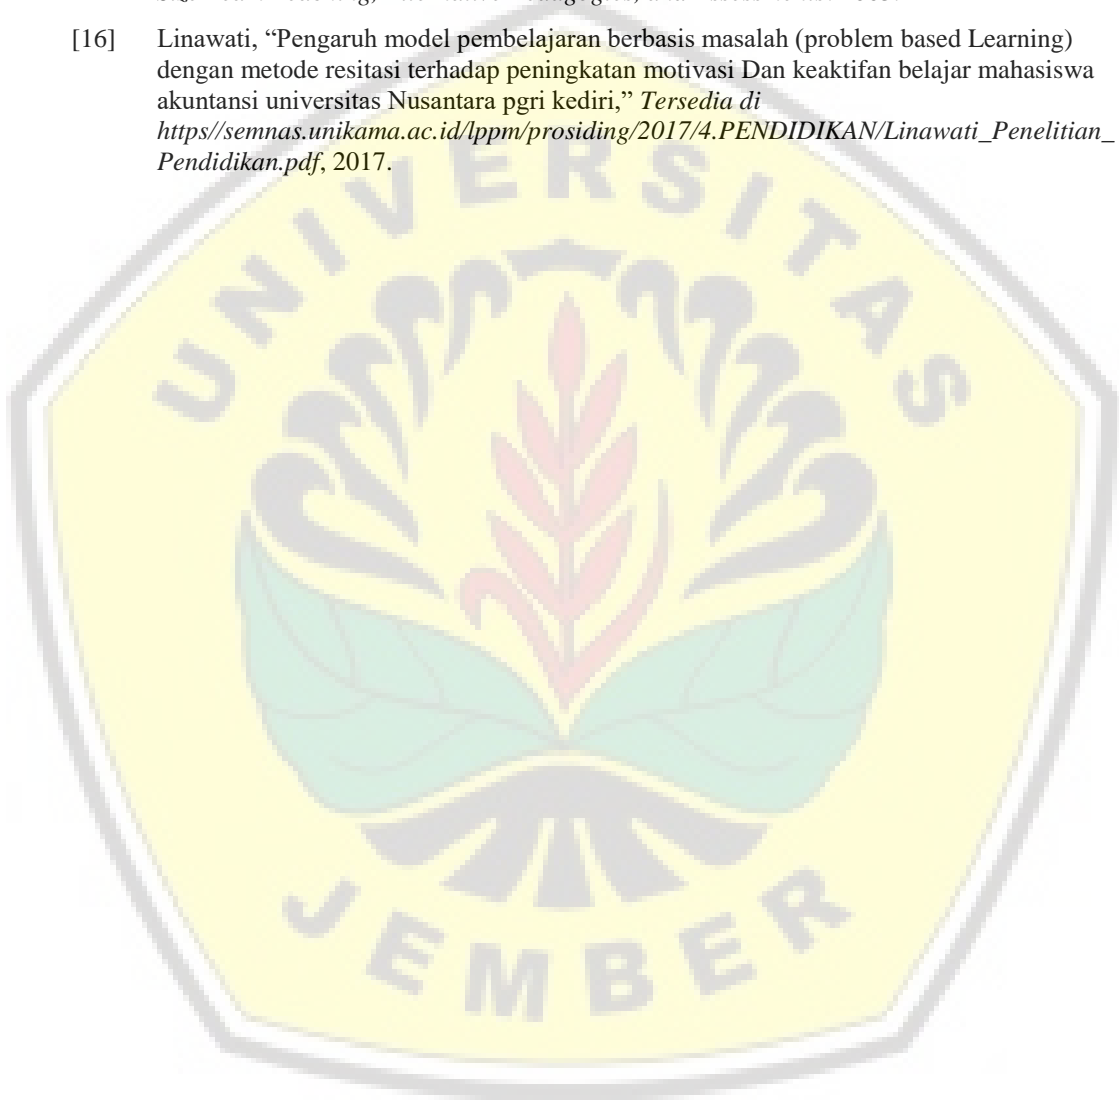 [16] Linawati, “Pengaruh model pembelajaran berbasis masalah (problem based Learning)
dengan metode resitasi terhadap peningkatan motivasi Dan keaktifan belajar mahasiswa
akuntansi universitas Nusantara pgri kediri,” Tersedia di
https//semnas.unikama.ac.id/lppm/prosiding/2017/4.PENDIDIKAN/Linawati_Penelitian_
Pendidikan.pdf, 2017.
UNIVERSITAS
JEMBER